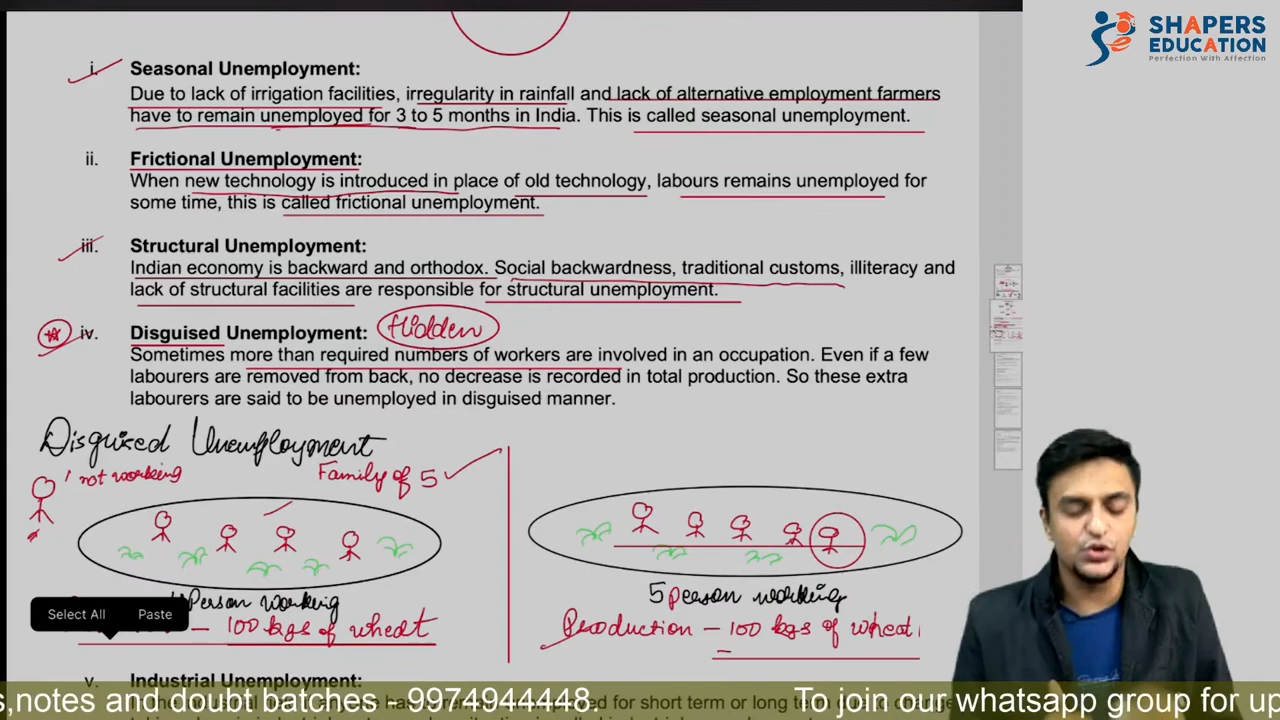 SHAPERS
EDUCATION
Perfection With Affection
i. Seasonal Unemployment:
Due to lack of irrigation facilities, irregularity in rainfall and lack of alternative employment farmers
have to remain unemployed for 3 to 5 months in India. This is called seasonal unemployment.
ii. Frictional Unemployment:
When new technology is introduced in place of old technology, labours remains unemployed for
some time, this is called frictional unemployment.
iii. Structural Unemployment:
Indian economy is backward and orthodox. Social backwardness, traditional customs, illiteracy and
lack of structural facilities are responsible for structural unemployment.
iv. Disguised Unemployment: Hidden
Sometimes more than required numbers of workers are involved in an occupation. Even if a few
labourers are removed from back, no decrease is recorded in total production. So these extra
labourers are said to be unemployed in disguised manner.
Disguised Unemployment
1 not working Family of 5
Person working
5 person working
Select All Paste
– 100 kgs of wheat
Production – 100 kgs of wheat
v. Industrial Unemployment:
s,notes and doubt batches - 9974944448. To join our whatsapp group for up